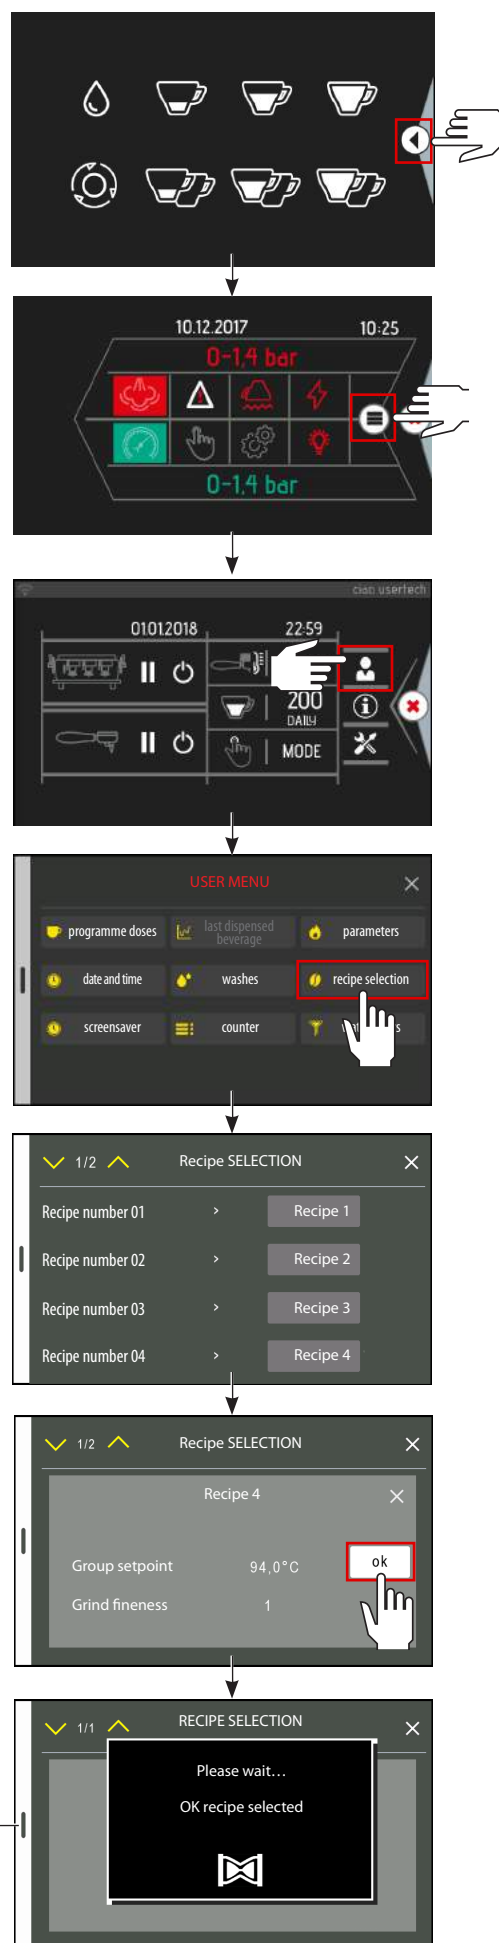 10.12.2017 10:25
0-1,4 bar
0-1,4 bar
ciao usertech
01.01.2018 22:59
200
DAILY
MODE
USER MENU
programme doses
last dispensed
beverage
parameters
date and time
washes
recipe selection
screensaver
counter
1/2 Recipe SELECTION
Recipe number 01 > Recipe 1
Recipe number 02 > Recipe 2
Recipe number 03 > Recipe 3
Recipe number 04 > Recipe 4
1/2 Recipe SELECTION
Recipe 4
Group setpoint 94,0°C
ok
Grind fineness 1
1/1 RECIPE SELECTION
Please wait...
OK recipe selected